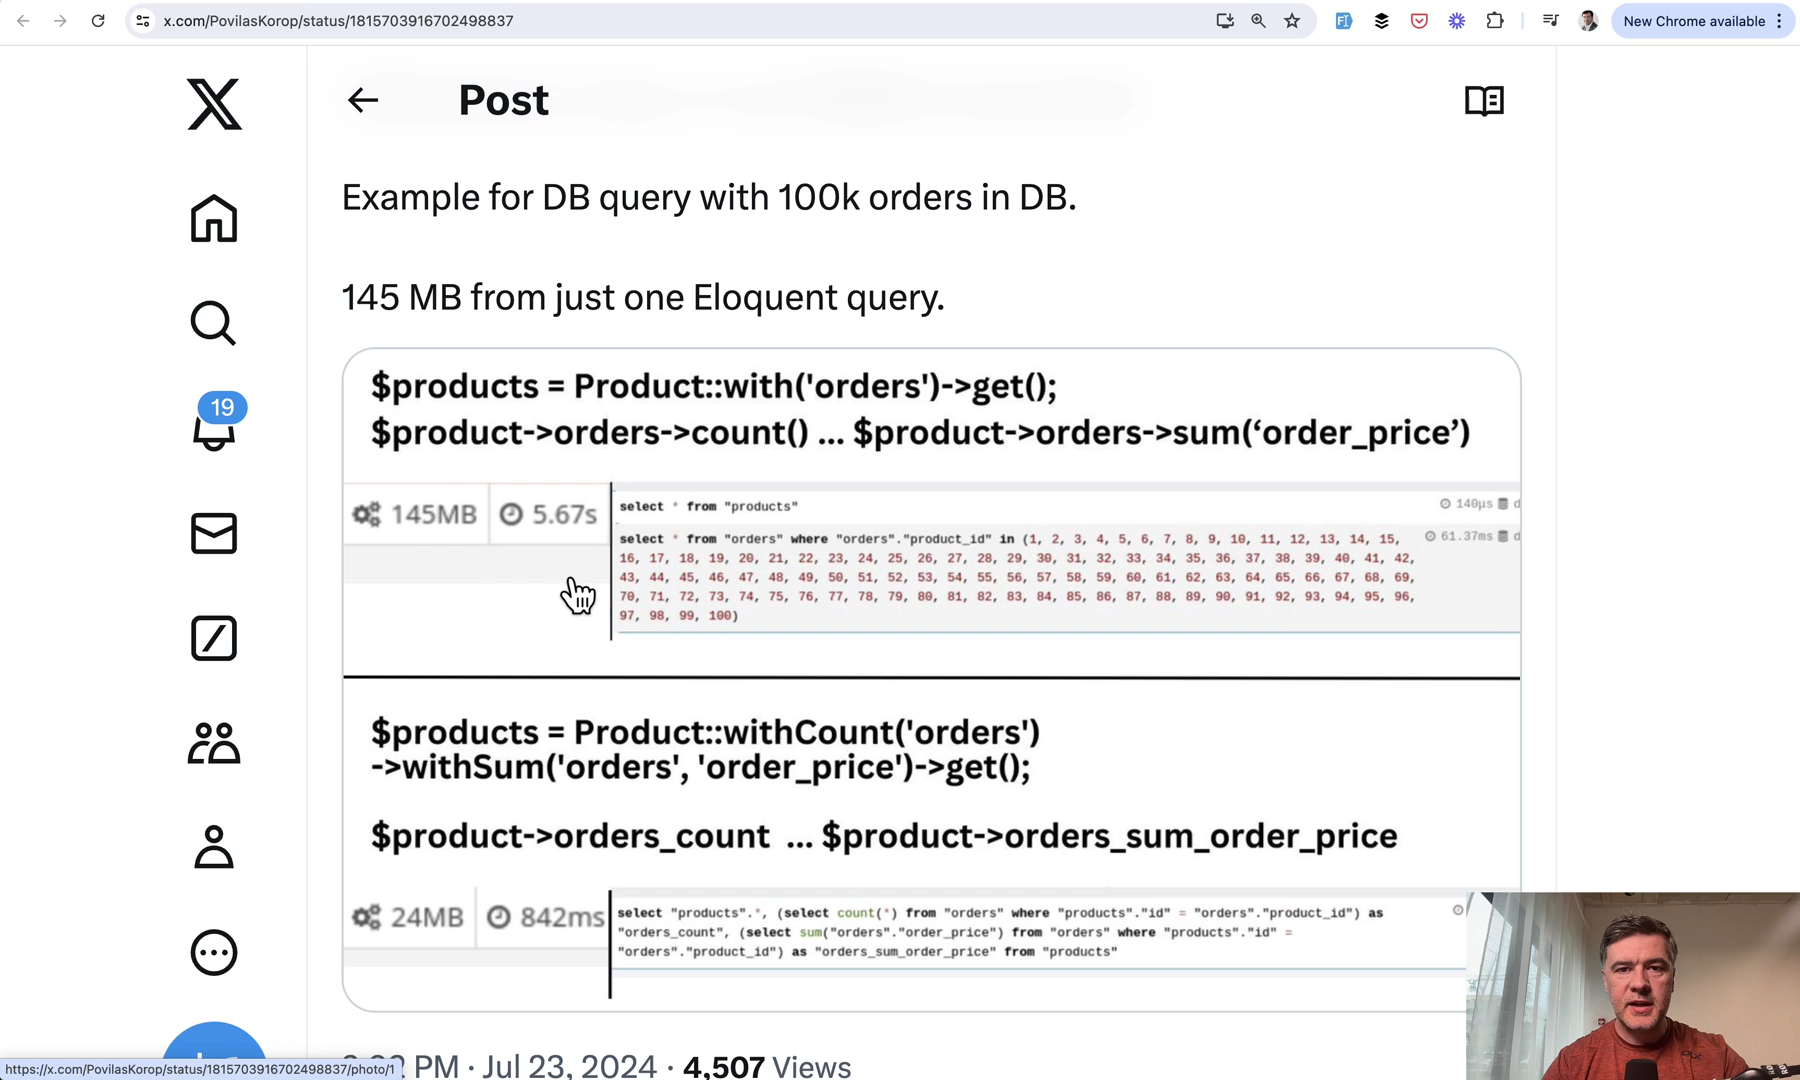 x.com/PovilasKorop/status/1815703916702498837
New Chrome available
Post
Example for DB query with 100k orders in DB.
145 MB from just one Eloquent query.
$products = Product::with('orders')->get();
$product->orders->count() ... $product->orders->sum(‘order_price’)
145MB
5.67s
select * from "products"
140μs
select * from "orders" where "orders"."product_id" in (1, 2, 3, 4, 5, 6, 7, 8, 9, 10, 11, 12, 13, 14, 15,
61.37ms
16, 17, 18, 19, 20, 21, 22, 23, 24, 25, 26, 27, 28, 29, 30, 31, 32, 33, 34, 35, 36, 37, 38, 39, 40, 41, 42,
43, 44, 45, 46, 47, 48, 49, 50, 51, 52, 53, 54, 55, 56, 57, 58, 59, 60, 61, 62, 63, 64, 65, 66, 67, 68, 69,
70, 71, 72, 73, 74, 75, 76, 77, 78, 79, 80, 81, 82, 83, 84, 85, 86, 87, 88, 89, 90, 91, 92, 93, 94, 95, 96,
97, 98, 99, 100)
19
$products = Product::withCount('orders')
->withSum('orders', 'order_price')->get();
$product->orders_count ... $product->orders_sum_order_price
24MB
842ms
select "products".*, (select count(*) from "orders" where "products"."id" = "orders"."product_id") as
"orders_count", (select sum("orders"."order_price") from "orders" where "products"."id" =
"orders"."product_id") as "orders_sum_order_price" from "products"
PM · Jul 23, 2024 · 4,507 Views
https://x.com/PovilasKorop/status/1815703916702498837/photo/1